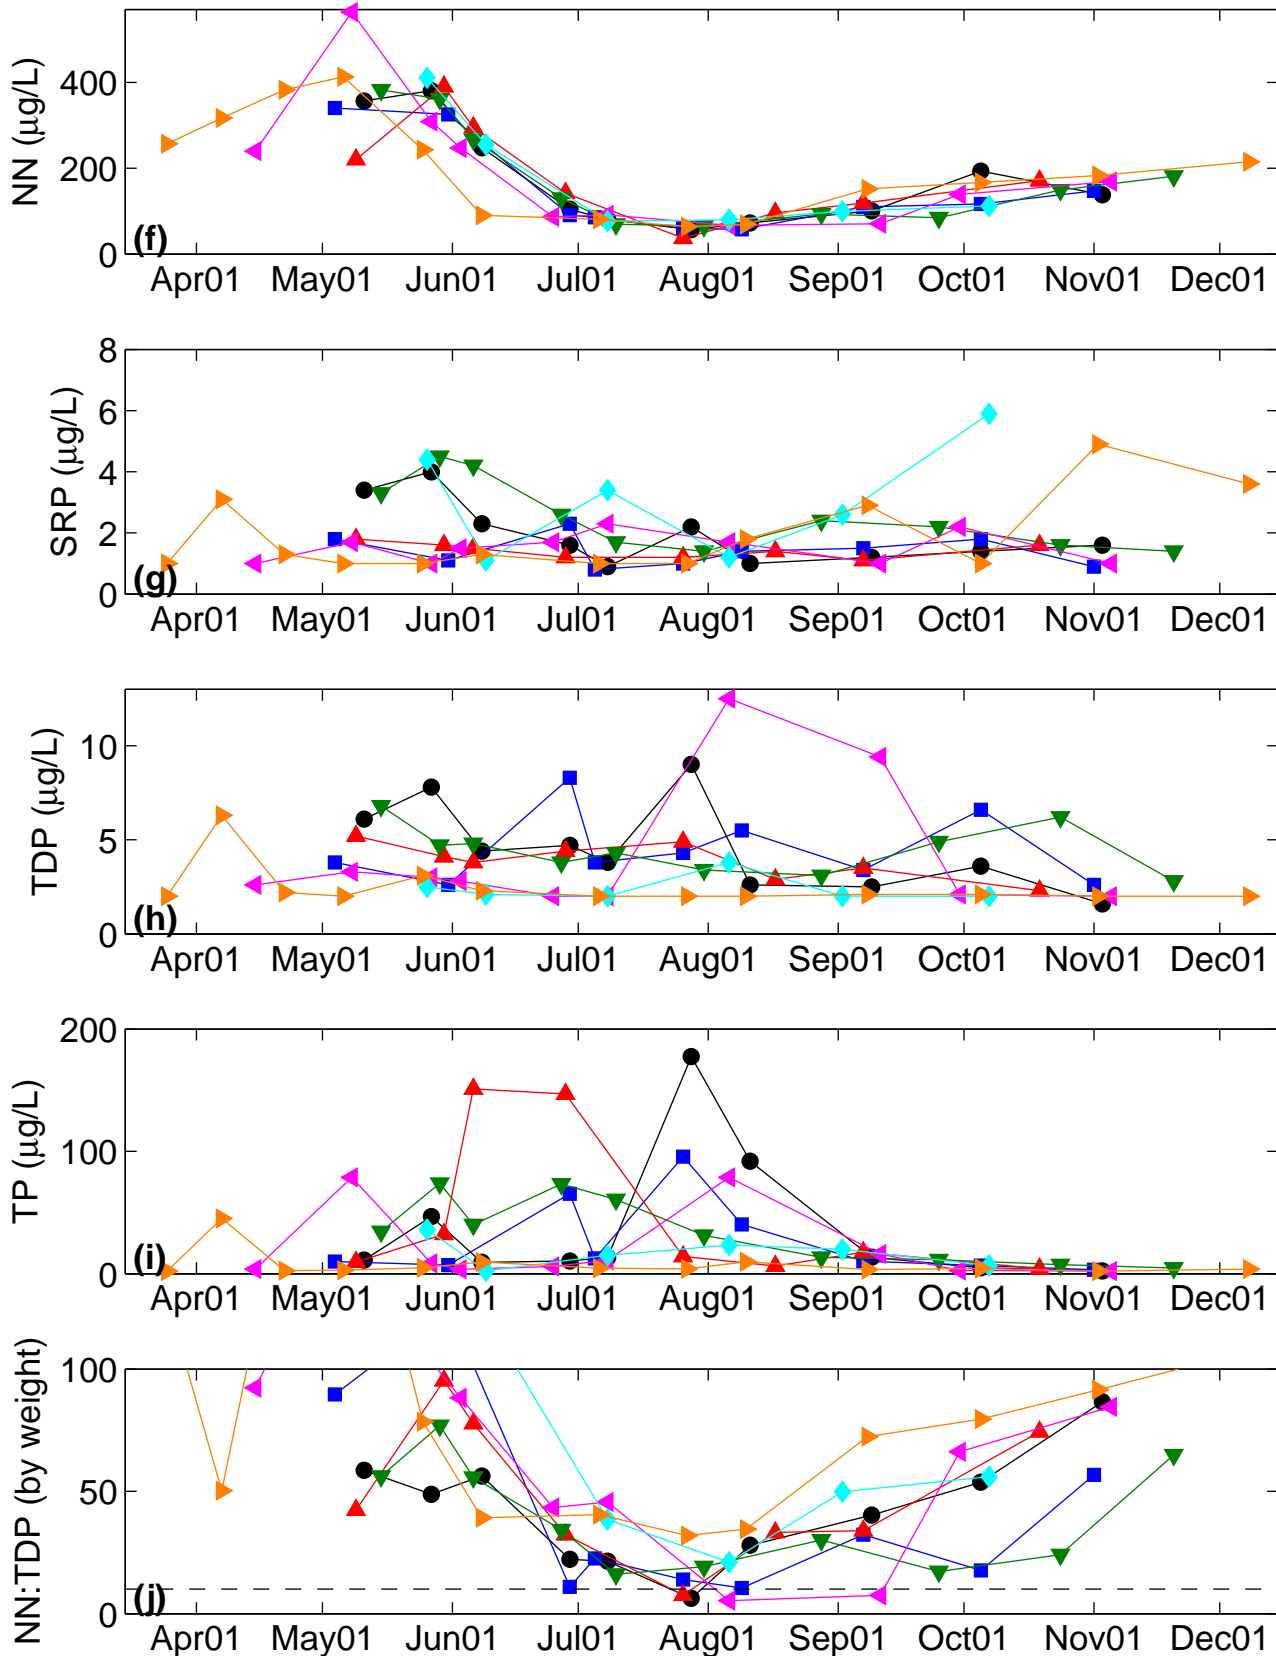 NN (μg/L)
400
200
0
(f)
Apr01 May01 Jun01 Jul01 Aug01 Sep01 Oct01 Nov01 Dec01
SRP (μg/L)
8
6
4
2
0
(g)
Apr01 May01 Jun01 Jul01 Aug01 Sep01 Oct01 Nov01 Dec01
TDP (μg/L)
10
5
0
(h)
Apr01 May01 Jun01 Jul01 Aug01 Sep01 Oct01 Nov01 Dec01
TP (μg/L)
200
100
0
(i)
Apr01 May01 Jun01 Jul01 Aug01 Sep01 Oct01 Nov01 Dec01
NN:TDP (by weight)
100
50
0
(j)
Apr01 May01 Jun01 Jul01 Aug01 Sep01 Oct01 Nov01 Dec01